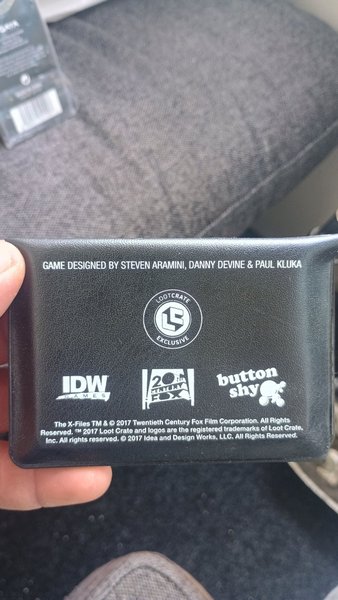 GAME DESIGNED BY STEVEN ARAMINI, DANNY DEVINE & PAUL KLUKA
LOOTCRATE
EXCLUSIVE
IDW
GAMES
20th
CENTURY
FOX
button
shy
The X-Files TM & © 2017 Twentieth Century Fox Film Corporation. All Rights
Reserved. ™ 2017 Loot Crate and logos are the registered trademarks of Loot Crate,
Inc. All rights reserved. © 2017 Idea and Design Works, LLC. All Rights Reserved.